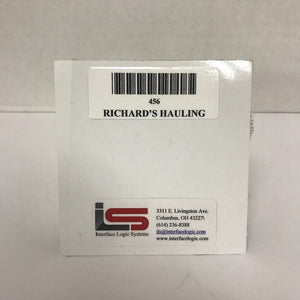 456
RICHARD'S HAULING
ILS
Interface Logic Systems
3311 E. Livingston Ave.
Columbus, OH 43227
(614) 236-8388
ils@interfacelogic.com
www.interfacelogic.com